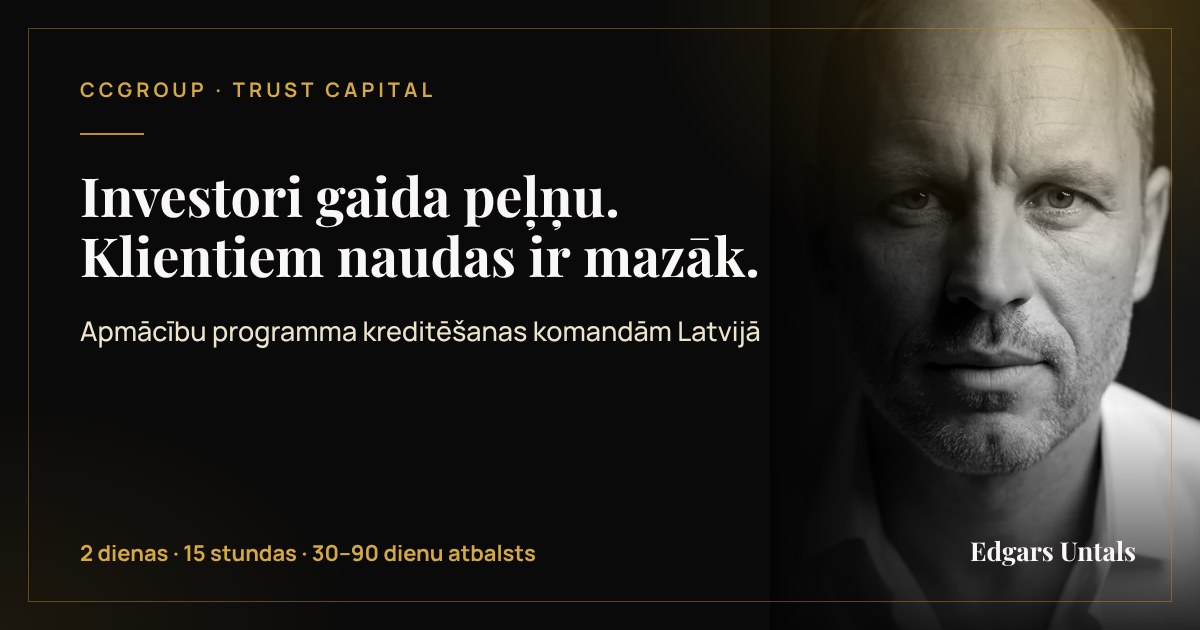 CCGROUP · TRUST CAPITAL
Investori gaida peļņu.
Klientiem naudas ir mazāk.
Apmācību programma kreditēšanas komandām Latvijā
2 dienas · 15 stundas · 30–90 dienu atbalsts
Edgars Untals